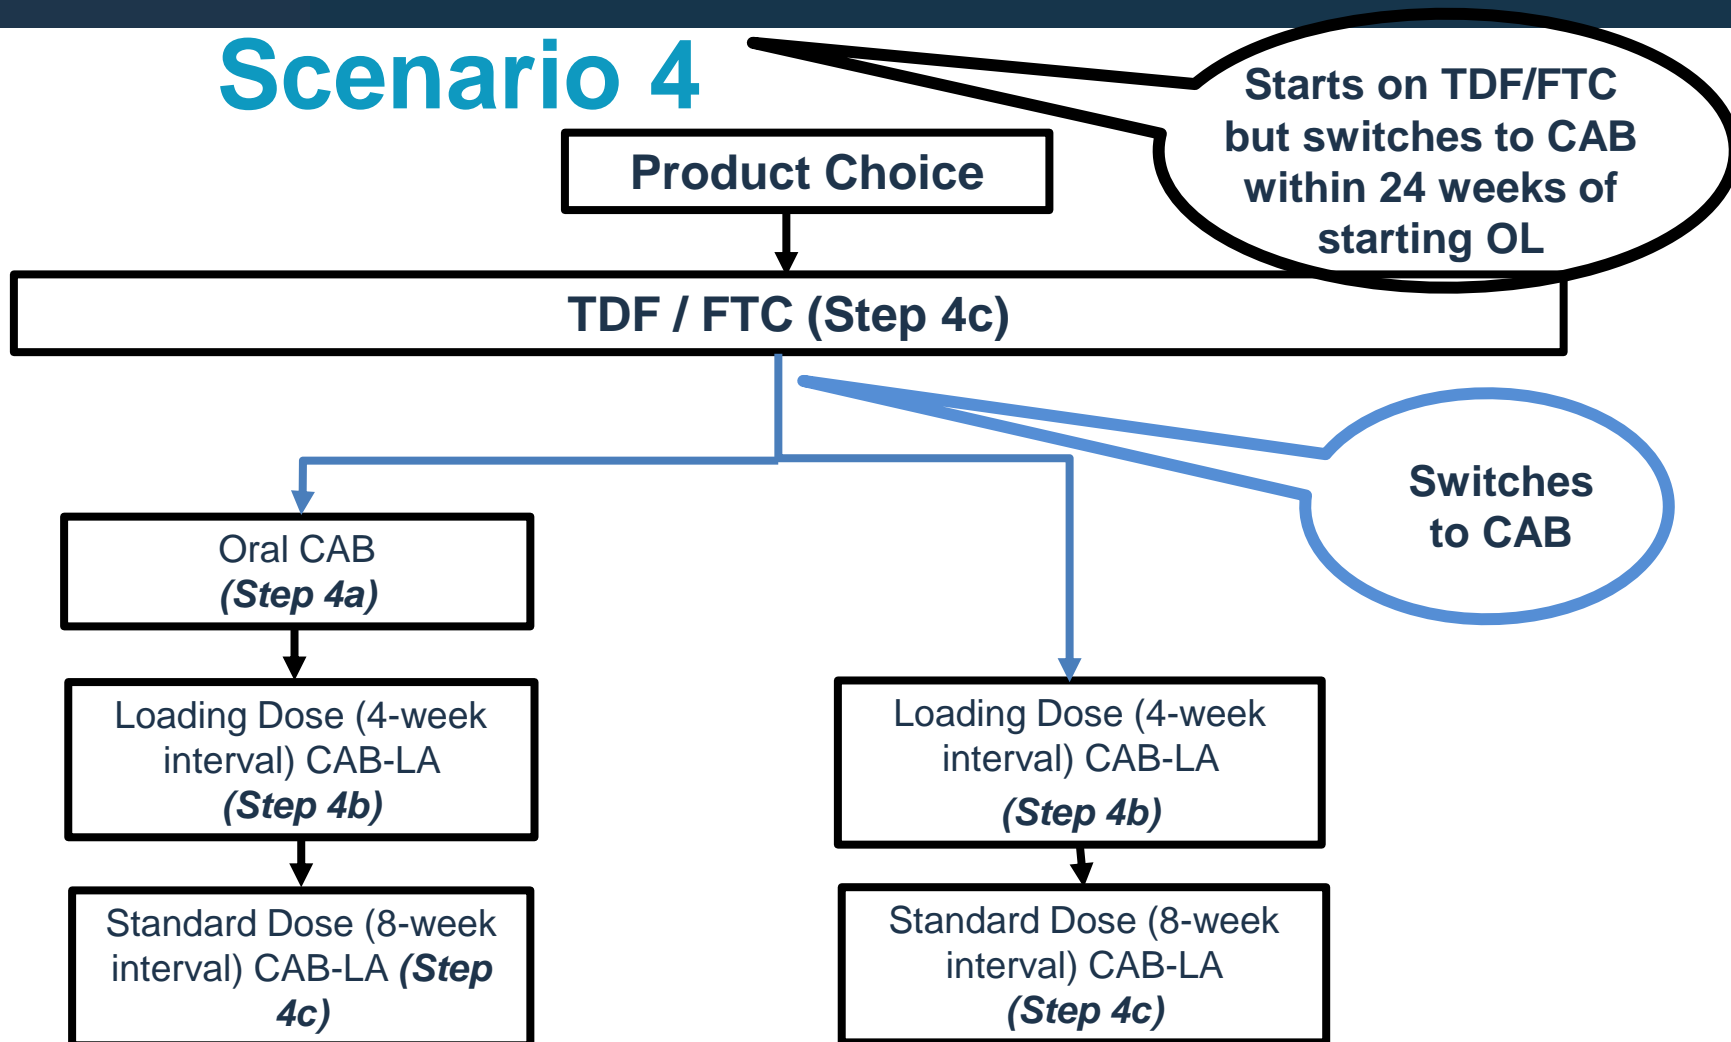 Scenario 4
Starts on TDF/FTC
but switches to CAB
within 24 weeks of
starting OL
Product Choice
TDF / FTC (Step 4c)
Switches
to CAB
Oral CAB
(Step 4a)
Loading Dose (4-week
interval) CAB-LA
(Step 4b)
Standard Dose (8-week
interval) CAB-LA (Step
4c)
Loading Dose (4-week
interval) CAB-LA
(Step 4b)
Standard Dose (8-week
interval) CAB-LA
(Step 4c)